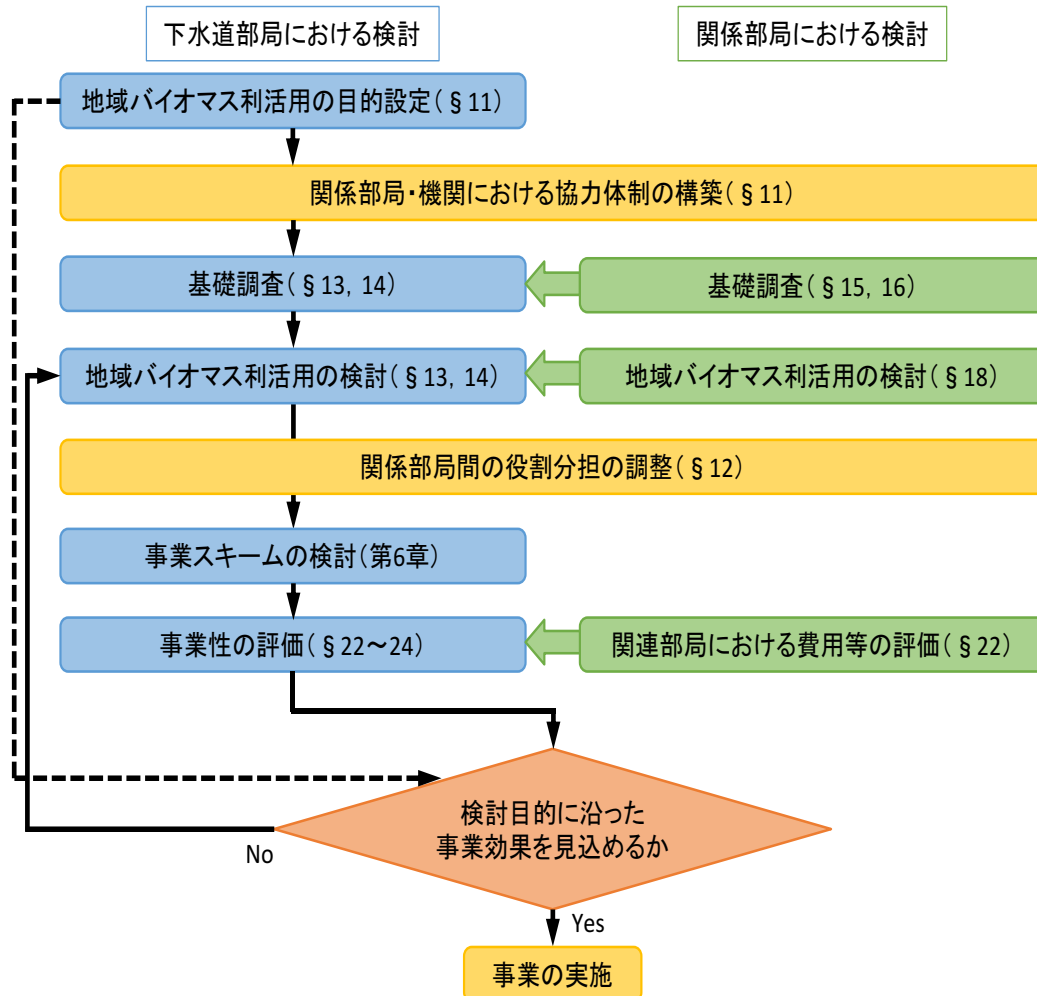 下水道部局における検討
関係部局における検討
地域バイオマス利活用の目的設定(§11)
関係部局・機関における協力体制の構築(§11)
基礎調査(§13, 14)
基礎調査(§15, 16)
地域バイオマス利活用の検討(§13, 14)
地域バイオマス利活用の検討(§18)
関係部局間の役割分担の調整(§12)
事業スキームの検討(第6章)
事業性の評価(§22～24)
関連部局における費用等の評価(§22)
検討目的に沿った
事業効果を見込めるか
No
Yes
事業の実施